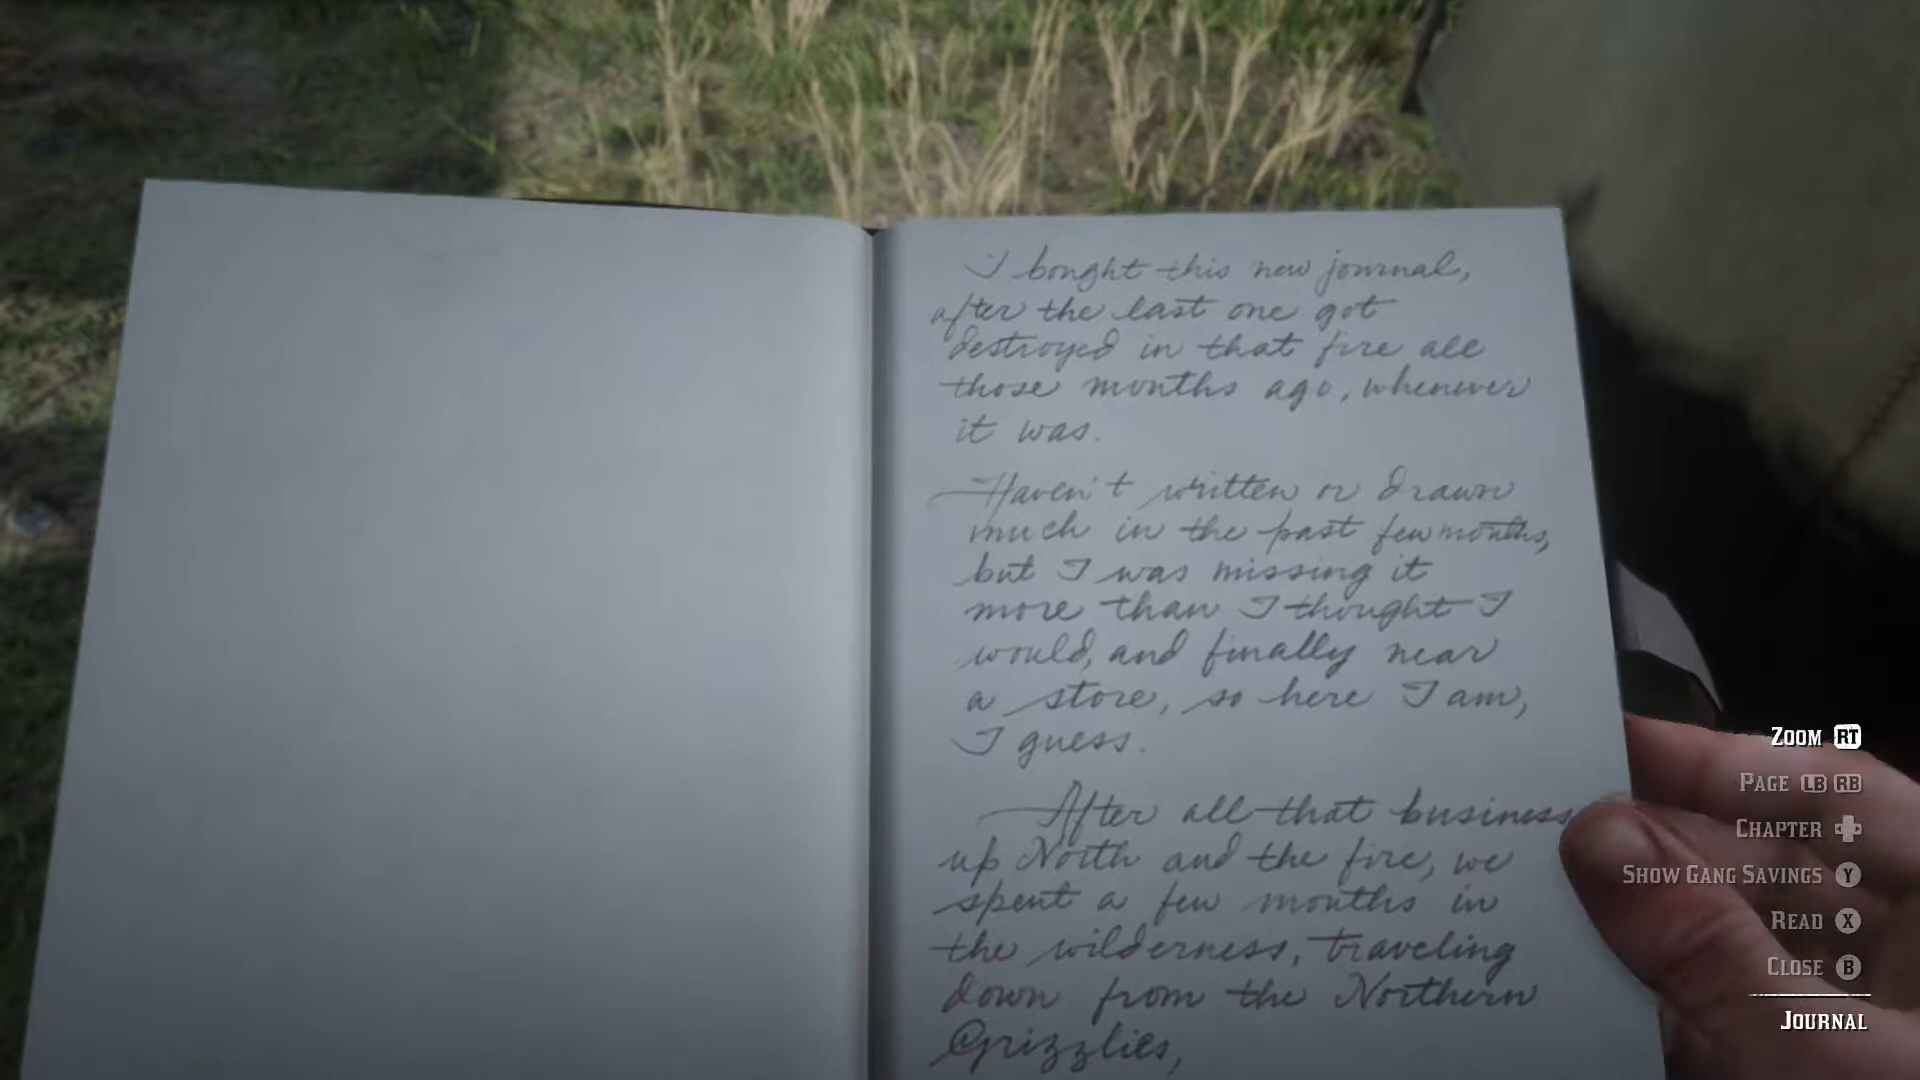 I bought this new journal,
after the last one got
destroyed in that fire all
those months ago, whenever
it was.
Haven't written or drawn
much in the past few months,
but I was missing it
more than I thought I
would, and finally near
a store, so here I am,
I guess.
After all that business
up North and the fire, we
spent a few months in
the wilderness, traveling
down from the Northern
Grizzlies,
ZOOM RT
PAGE LB RB
CHAPTER
SHOW GANG SAVINGS Y
READ X
CLOSE B
JOURNAL